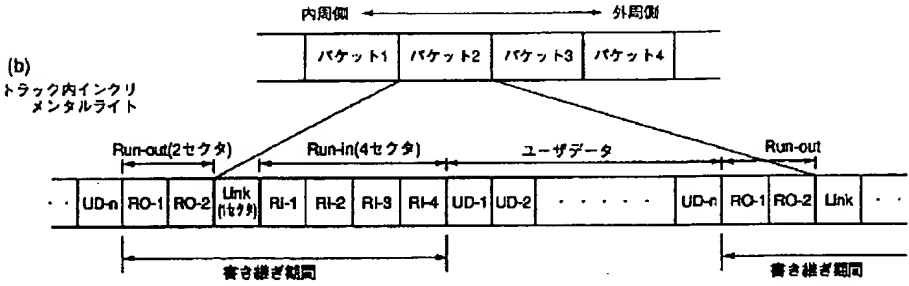 内周側 外周側
パケット1 パケット2 パケット3 パケット4
(b)
トラック内インクリ
メンタルライト
Run-out(2セクタ) Run-in(4セクタ) ユーザデータ Run-out
・・ UD-n RO-1 RO-2 Link RI-1 RI-2 RI-3 RI-4 UD-1 UD-2 ・・・・・ UD-n RO-1 RO-2 Link ・・
(1セクタ)
書き継ぎ期間 書き継ぎ期間